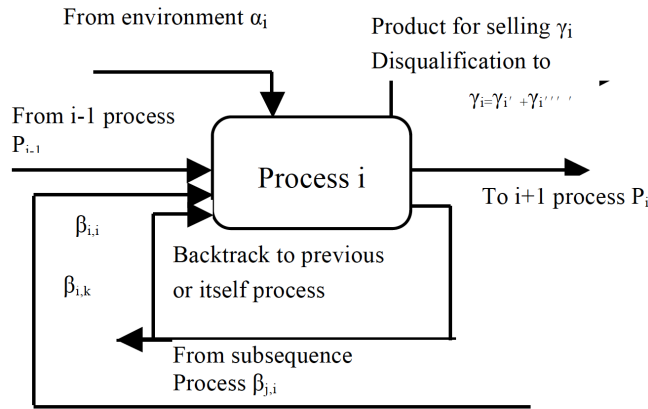 From environment αi
Product for selling γi
Disqualification to
γi=γi′ +γi′′′ ′
From i-1 process
Pi-1
Process i
To i+1 process Pi
βi,i
Backtrack to previous
or itself process
βi,k
From subsequence
Process βj,i